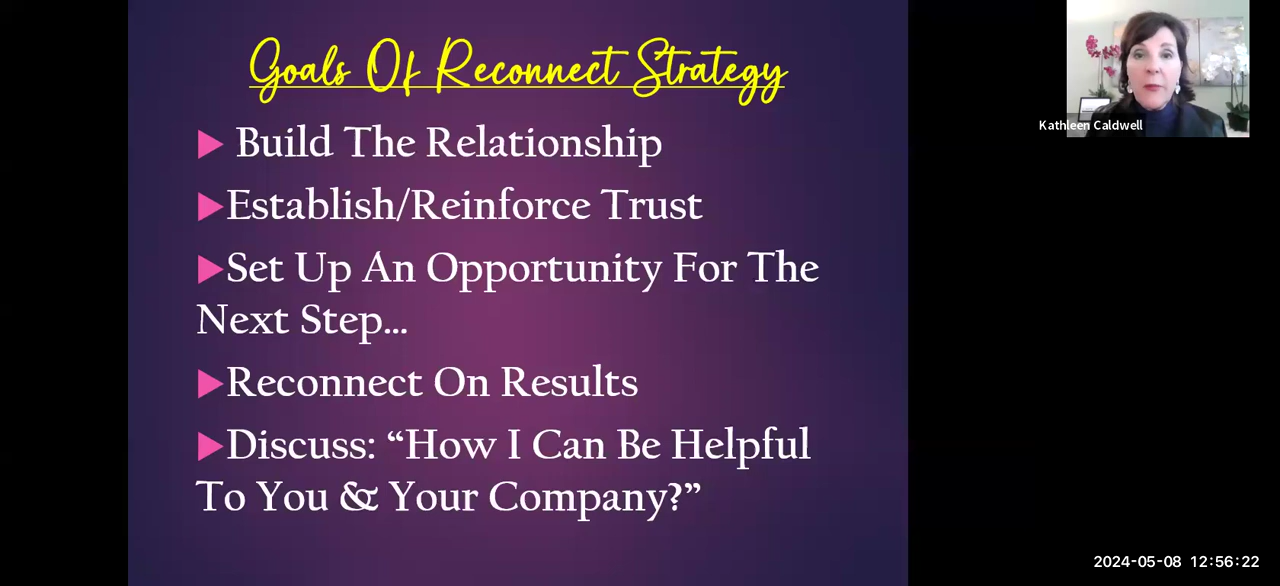 Goals Of Reconnect Strategy
Build The Relationship
Establish/Reinforce Trust
Set Up An Opportunity For The
Next Step...
Reconnect On Results
Discuss: “How I Can Be Helpful
To You & Your Company?”
Kathleen Caldwell
2024-05-08 12:56:22